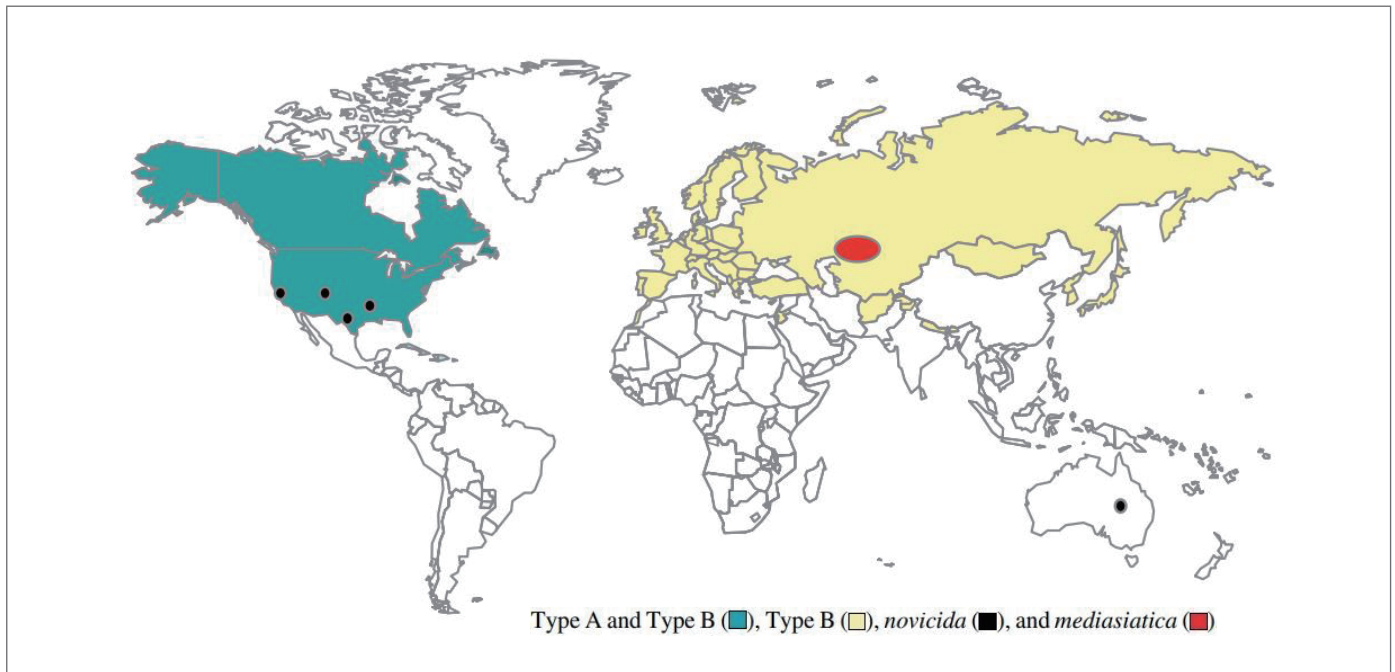 Type A and Type B ( ), Type B ( ), novicida ( ), and mediasiatica ( )